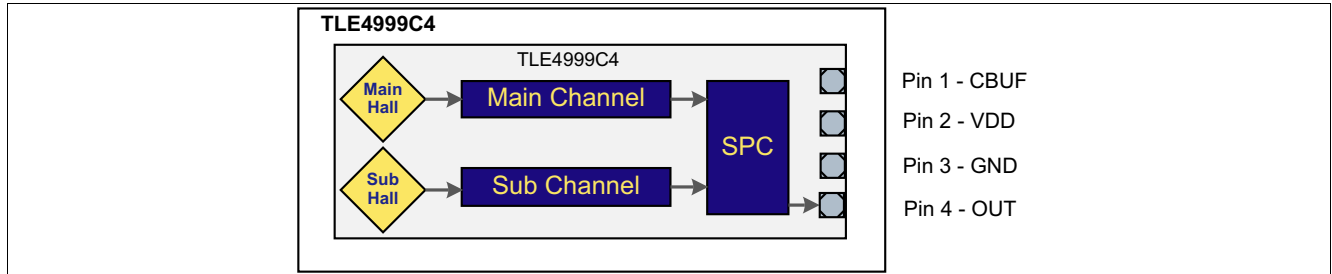 TLE4999C4
TLE4999C4
Main
Hall
Main Channel
Sub
Hall
Sub Channel
SPC
Pin 1 - CBUF
Pin 2 - VDD
Pin 3 - GND
Pin 4 - OUT